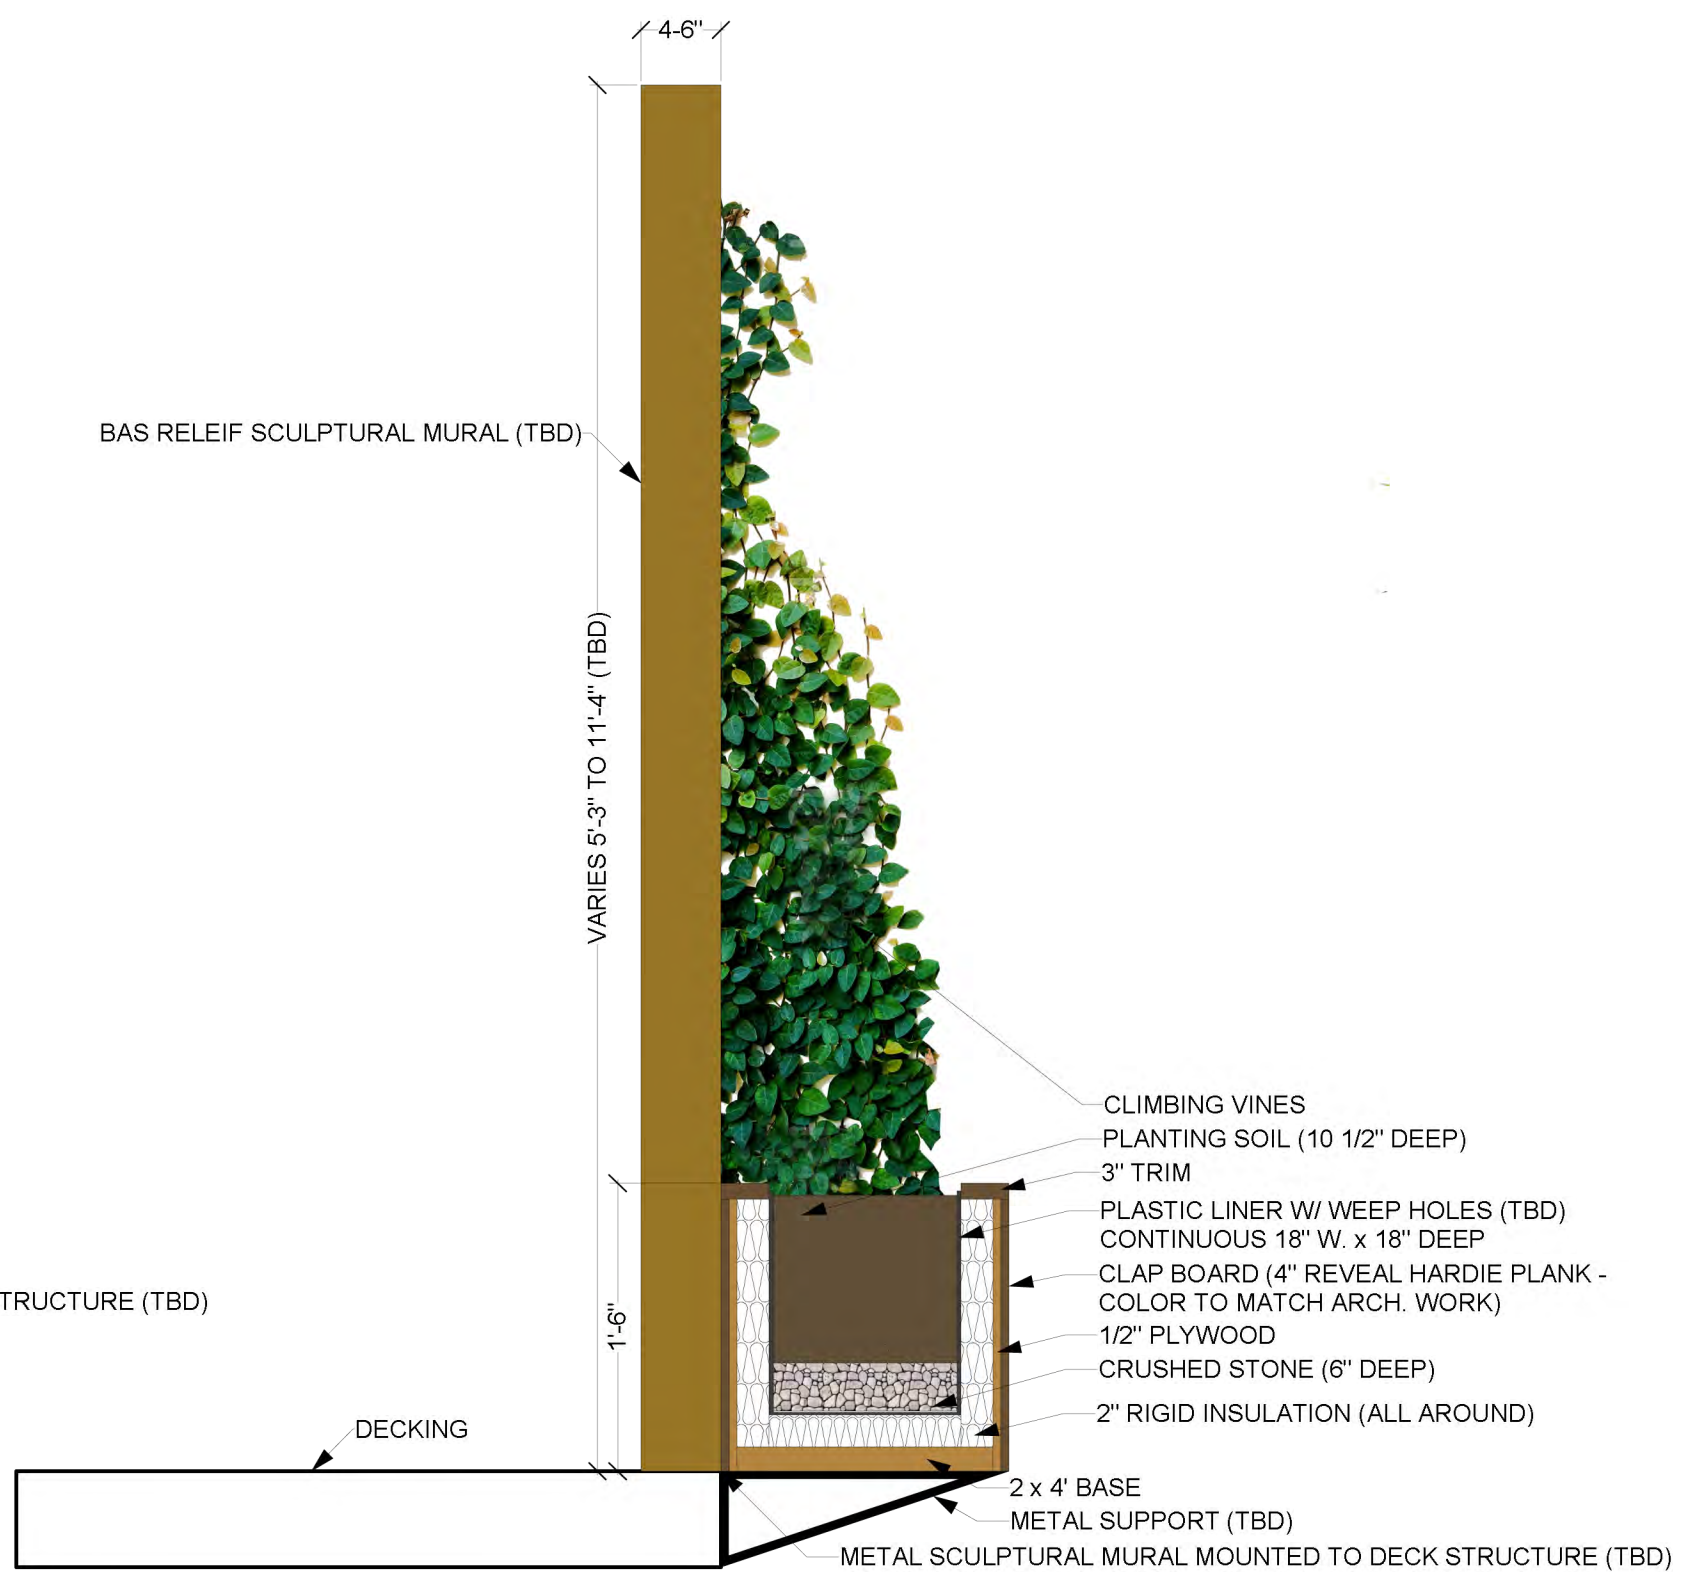 4-6"
BAS RELEIF SCULPTURAL MURAL (TBD)
VARIES 5'-3" TO 11'-4" (TBD)
CLIMBING VINES
PLANTING SOIL (10 1/2" DEEP)
3" TRIM
PLASTIC LINER W/ WEEP HOLES (TBD)
CONTINUOUS 18" W. x 18" DEEP
CLAP BOARD (4" REVEAL HARDIE PLANK -
COLOR TO MATCH ARCH. WORK)
TRUCTURE (TBD)
1'-6"
1/2" PLYWOOD
CRUSHED STONE (6" DEEP)
2" RIGID INSULATION (ALL AROUND)
DECKING
2 x 4' BASE
METAL SUPPORT (TBD)
METAL SCULPTURAL MURAL MOUNTED TO DECK STRUCTURE (TBD)